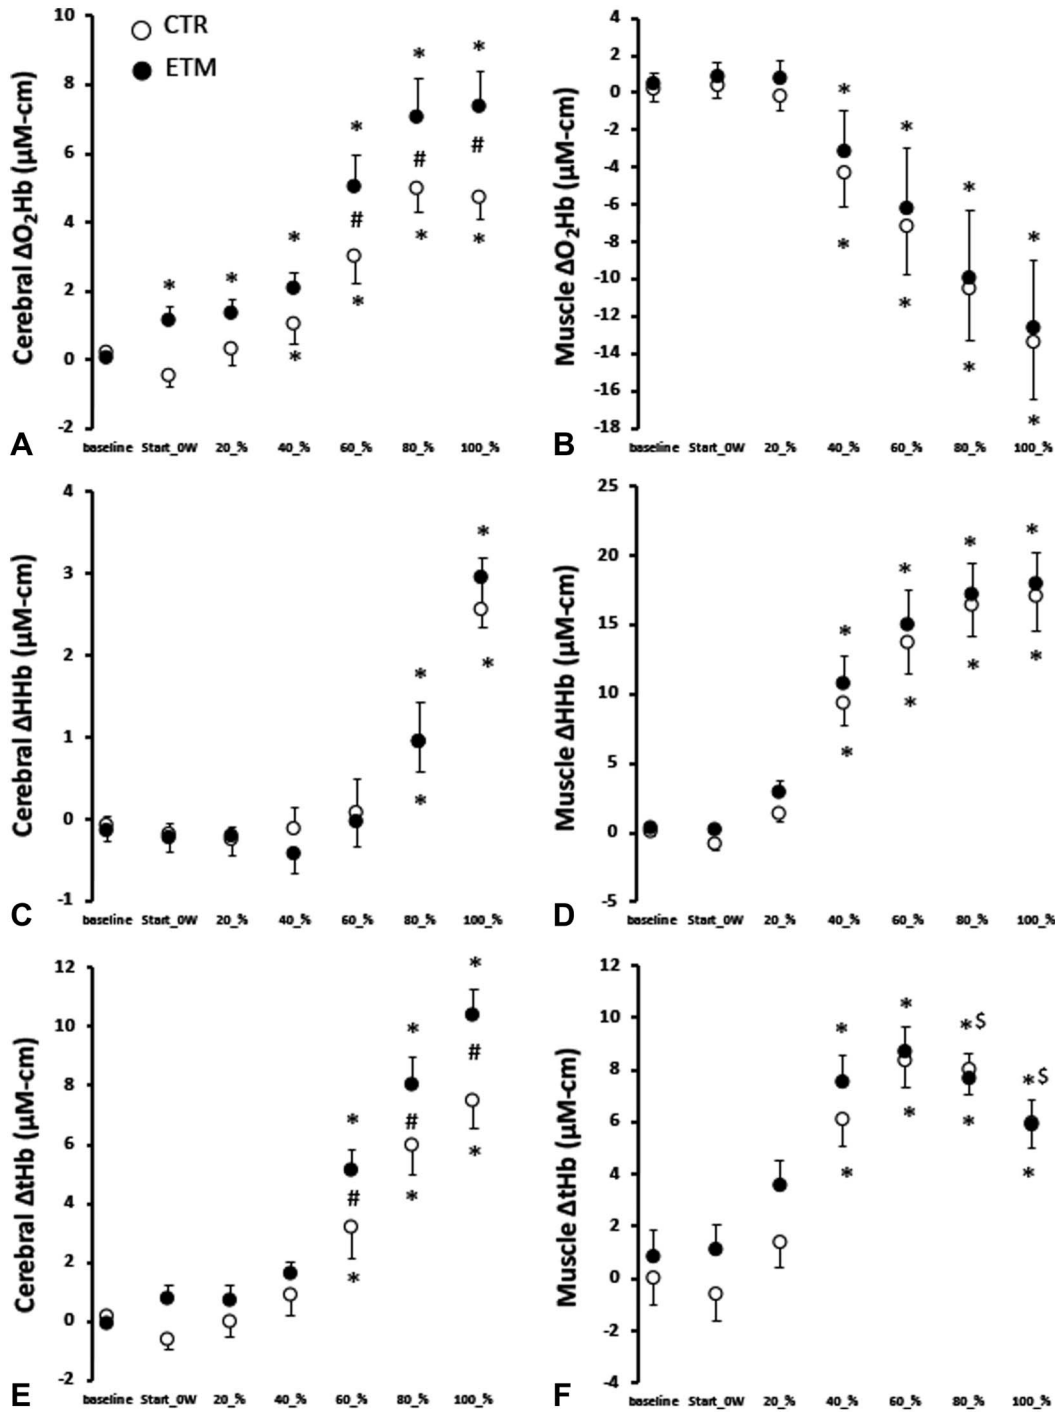 CTR
ETM
Cerebral ΔO₂Hb (µM-cm)
10
8
6
4
2
0
-2
* * * * * *
# # #
* * * *
A
baseline Start_0W 20_% 40_% 60_% 80_% 100_%
Muscle ΔO₂Hb (µM-cm)
4
2
0
-2
-4
-6
-8
-10
-12
-14
-16
-18
* * * *
* * * *
B
baseline Start_0W 20_% 40_% 60_% 80_% 100_%
Cerebral ΔHHb (µM-cm)
4
3
2
1
0
-1
* *
* *
C
baseline Start_0W 20_% 40_% 60_% 80_% 100_%
Muscle ΔHHb (µM-cm)
25
20
15
10
5
0
-5
* * * *
* * * *
D
baseline Start_0W 20_% 40_% 60_% 80_% 100_%
Cerebral ΔtHb (µM-cm)
12
10
8
6
4
2
0
-2
* * *
# # #
* * *
E
baseline Start_0W 20_% 40_% 60_% 80_% 100_%
Muscle ΔtHb (µM-cm)
12
10
8
6
4
2
0
-2
-4
* * *$ *$
* * * *
F
baseline Start_0W 20_% 40_% 60_% 80_% 100_%